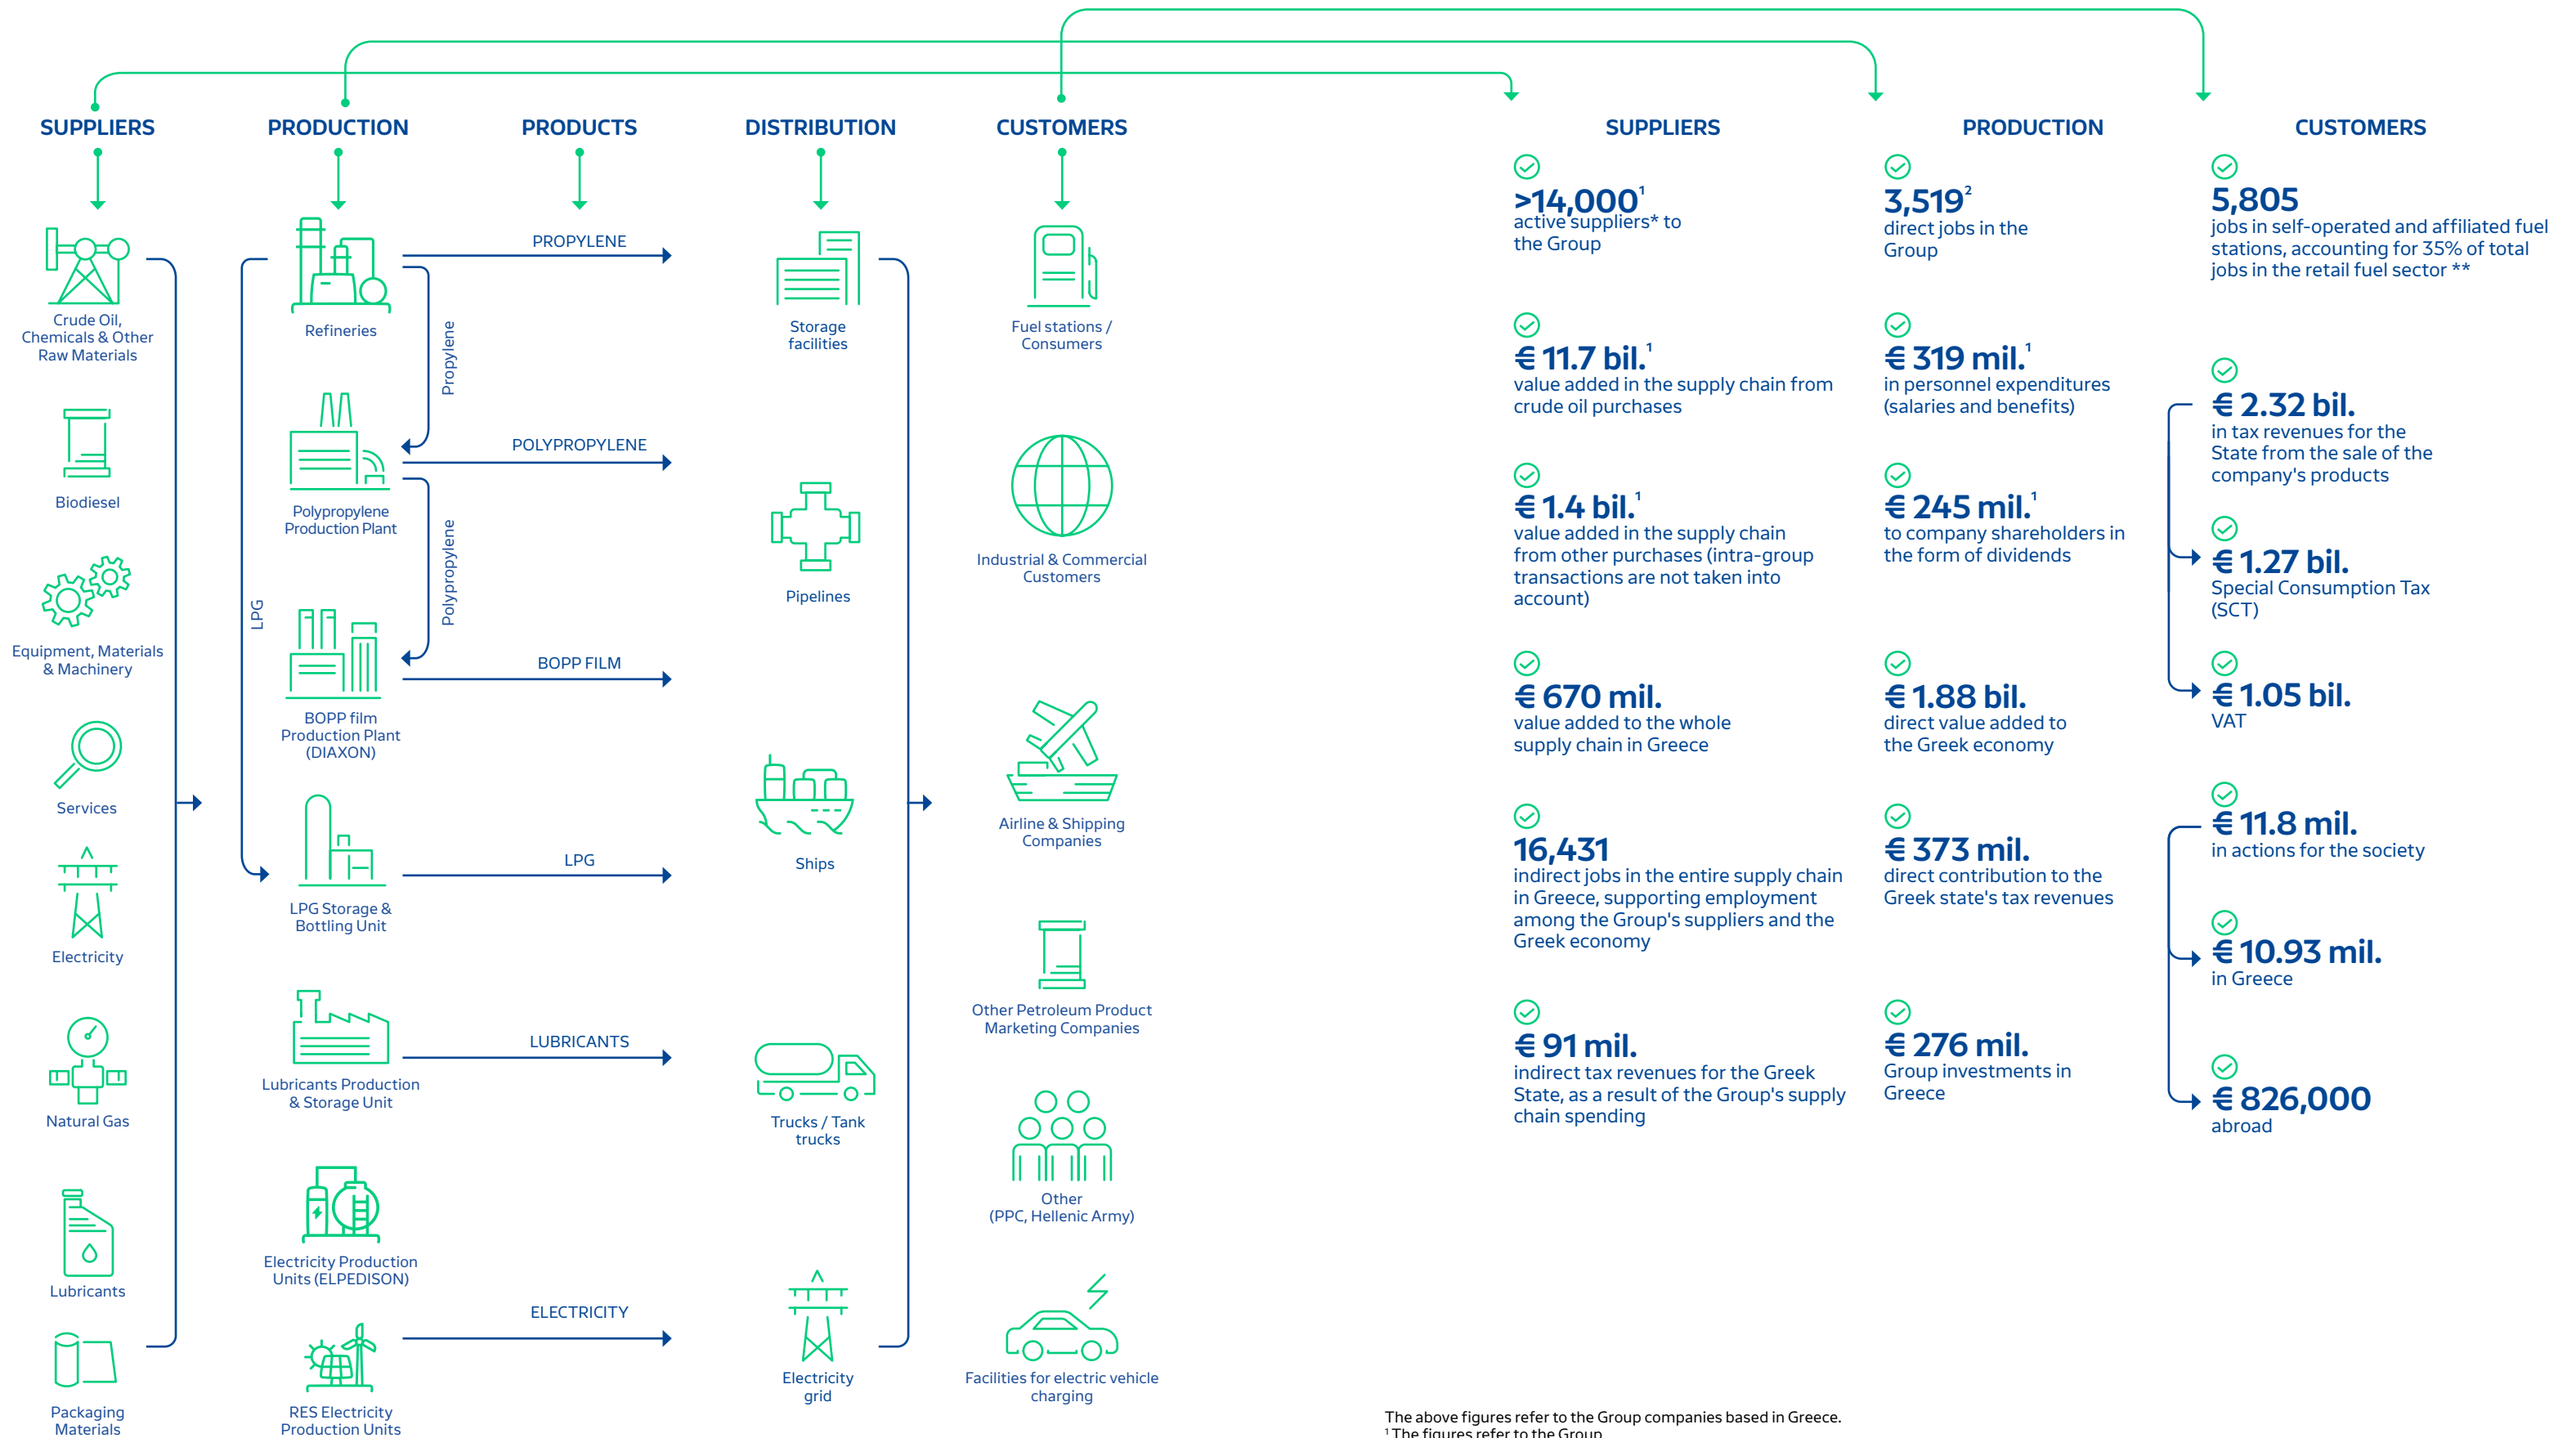 SUPPLIERS
PRODUCTION
PRODUCTS
DISTRIBUTION
CUSTOMERS
Crude Oil,
Chemicals & Other
Raw Materials
Biodiesel
Equipment, Materials
& Machinery
Services
Electricity
Natural Gas
Lubricants
Packaging
Materials
Refineries
Propylene
Polypropylene
Production Plant
Polypropylene
LPG
BOPP film
Production Plant
(DIAXON)
LPG Storage &
Bottling Unit
Lubricants Production
& Storage Unit
Electricity Production
Units (ELPEDISON)
RES Electricity
Production Units
PROPYLENE
POLYPROPYLENE
BOPP FILM
LPG
LUBRICANTS
ELECTRICITY
Storage
facilities
Pipelines
Ships
Trucks / Tank
trucks
Electricity
grid
Fuel stations /
Consumers
Industrial & Commercial
Customers
Airline & Shipping
Companies
Other Petroleum Product
Marketing Companies
Other
(PPC, Hellenic Army)
Facilities for electric vehicle
charging
SUPPLIERS
>14,000¹
active suppliers* to
the Group
€ 11.7 bil.¹
value added in the supply chain from
crude oil purchases
€ 1.4 bil.¹
value added in the supply chain
from other purchases (intra-group
transactions are not taken into
account)
€ 670 mil.
value added to the whole
supply chain in Greece
16,431
indirect jobs in the entire supply chain
in Greece, supporting employment
among the Group's suppliers and the
Greek economy
€ 91 mil.
indirect tax revenues for the Greek
State, as a result of the Group's supply
chain spending
PRODUCTION
3,519²
direct jobs in the
Group
€ 319 mil.¹
in personnel expenditures
(salaries and benefits)
€ 245 mil.¹
to company shareholders in
the form of dividends
€ 1.88 bil.
direct value added to
the Greek economy
€ 373 mil.
direct contribution to the
Greek state's tax revenues
€ 276 mil.
Group investments in
Greece
CUSTOMERS
5,805
jobs in self-operated and affiliated fuel
stations, accounting for 35% of total
jobs in the retail fuel sector **
€ 2.32 bil.
in tax revenues for the
State from the sale of the
company's products
€ 1.27 bil.
Special Consumption Tax
(SCT)
€ 1.05 bil.
VAT
€ 11.8 mil.
in actions for the society
€ 10.93 mil.
in Greece
€ 826,000
abroad
The above figures refer to the Group companies based in Greece.
¹ The figures refer to the Group